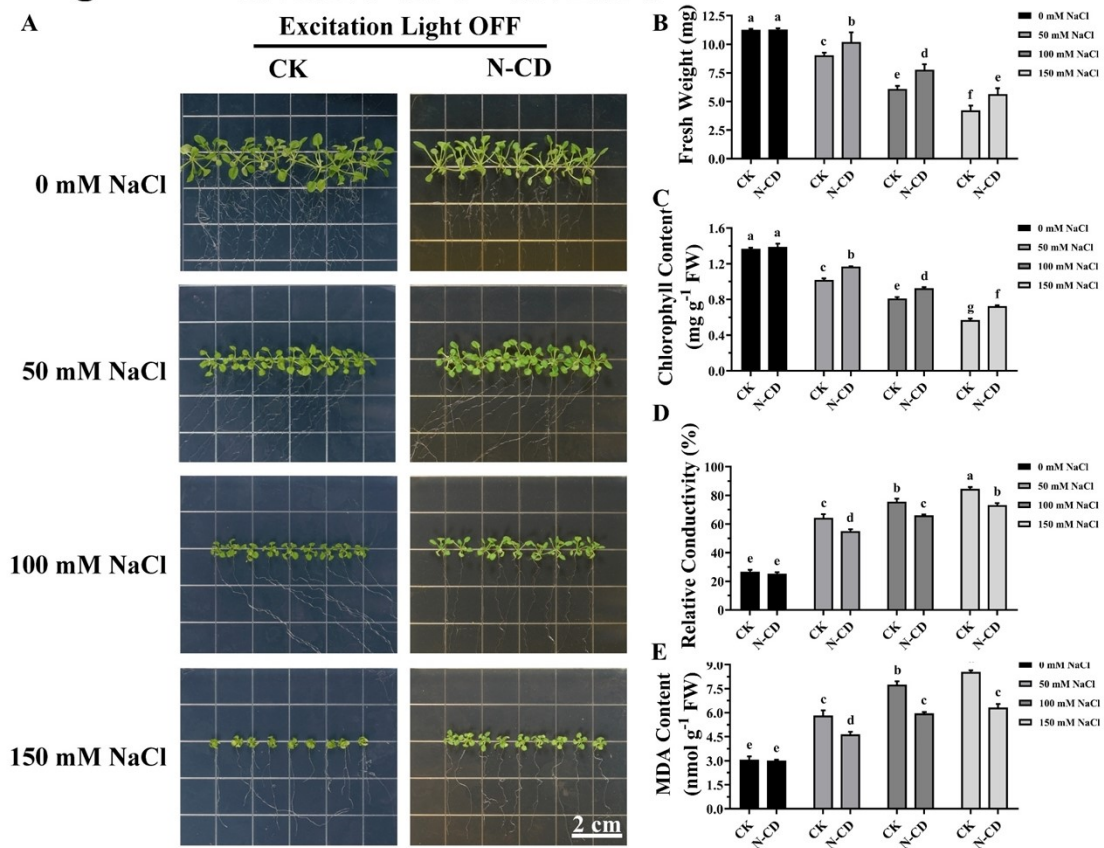 A
Excitation Light OFF
CK
N-CD
0 mM NaCl
50 mM NaCl
100 mM NaCl
150 mM NaCl
2 cm
B
Fresh Weight (mg)
12.5
10.0
7.5
5.0
2.5
0.0
a a c b e d f e
CK N-CD CK N-CD CK N-CD CK N-CD
0 mM NaCl
50 mM NaCl
100 mM NaCl
150 mM NaCl
C
Chlorophyll Content
(mg g⁻¹ FW)
1.6
1.2
0.8
0.4
0.0
a a c b e d g f
CK N-CD CK N-CD CK N-CD CK N-CD
0 mM NaCl
50 mM NaCl
100 mM NaCl
150 mM NaCl
D
Relative Conductivity (%)
100
80
60
40
20
0
e e c d b c a b
CK N-CD CK N-CD CK N-CD CK N-CD
0 mM NaCl
50 mM NaCl
100 mM NaCl
150 mM NaCl
E
MDA Content
(nmol g⁻¹ FW)
9.0
7.5
6.0
4.5
3.0
1.5
0.0
e e c d b c c
CK N-CD CK N-CD CK N-CD CK N-CD
0 mM NaCl
50 mM NaCl
100 mM NaCl
150 mM NaCl